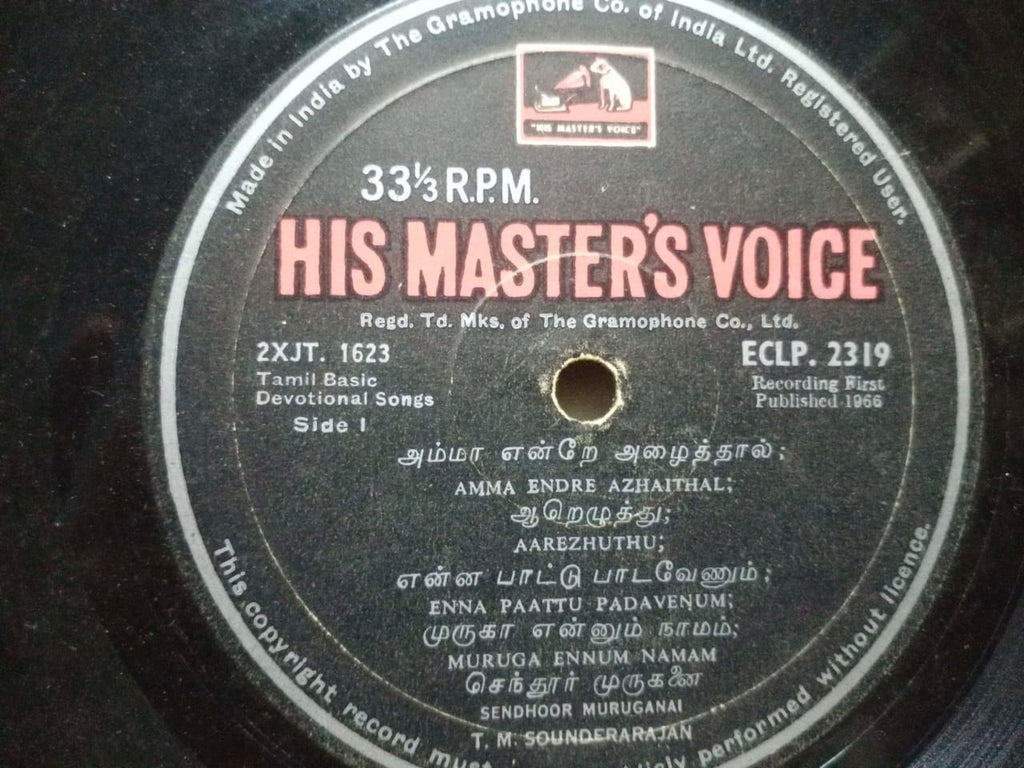 Made in India by The Gramophone Co. of India Ltd. Registered User.
"HIS MASTER'S VOICE"
33⅓ R.P.M.
HIS MASTER'S VOICE
Regd. Td. Mks. of The Gramophone Co., Ltd.
2XJT. 1623
Tamil Basic
Devotional Songs
Side 1
ECLP. 2319
Recording First
Published 1966
அம்மா என்றே அழைத்தால்;
AMMA ENDRE AZHAITHAL;
ஆறெழுத்து;
AAREZHUTHU;
என்ன பாட்டு பாடவேணும்;
ENNA PAATTU PADAVENUM;
முருகா என்னும் நாமம்;
MURUGA ENNUM NAMAM
செந்தூர் முருகனை
SENDHOOR MURUGANAI
T. M. SOUNDERARAJAN
This copyright record must performed without licence.